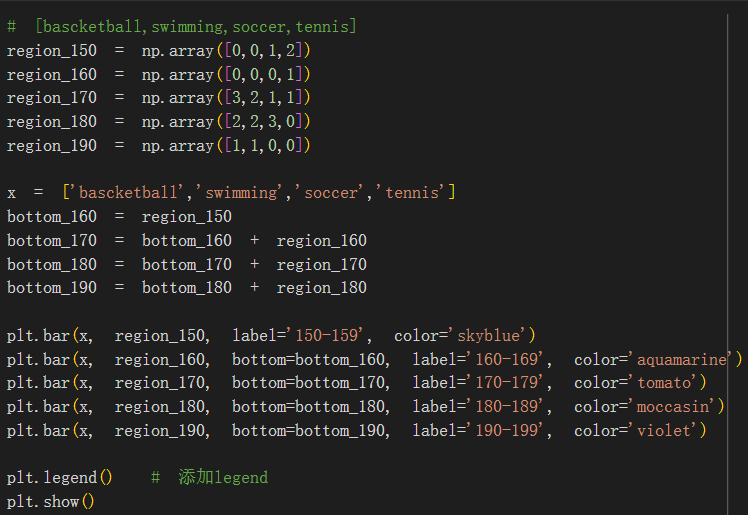 # [bascketball,swimming,soccer,tennis]
region_150 = np.array([0,0,1,2])
region_160 = np.array([0,0,0,1])
region_170 = np.array([3,2,1,1])
region_180 = np.array([2,2,3,0])
region_190 = np.array([1,1,0,0])
x = ['bascketball','swimming','soccer','tennis']
bottom_160 = region_150
bottom_170 = bottom_160 + region_160
bottom_180 = bottom_170 + region_170
bottom_190 = bottom_180 + region_180
plt.bar(x, region_150, label='150-159', color='skyblue')
plt.bar(x, region_160, bottom=bottom_160, label='160-169', color='aquamarine')
plt.bar(x, region_170, bottom=bottom_170, label='170-179', color='tomato')
plt.bar(x, region_180, bottom=bottom_180, label='180-189', color='moccasin')
plt.bar(x, region_190, bottom=bottom_190, label='190-199', color='violet')
plt.legend() # 添加legend
plt.show()